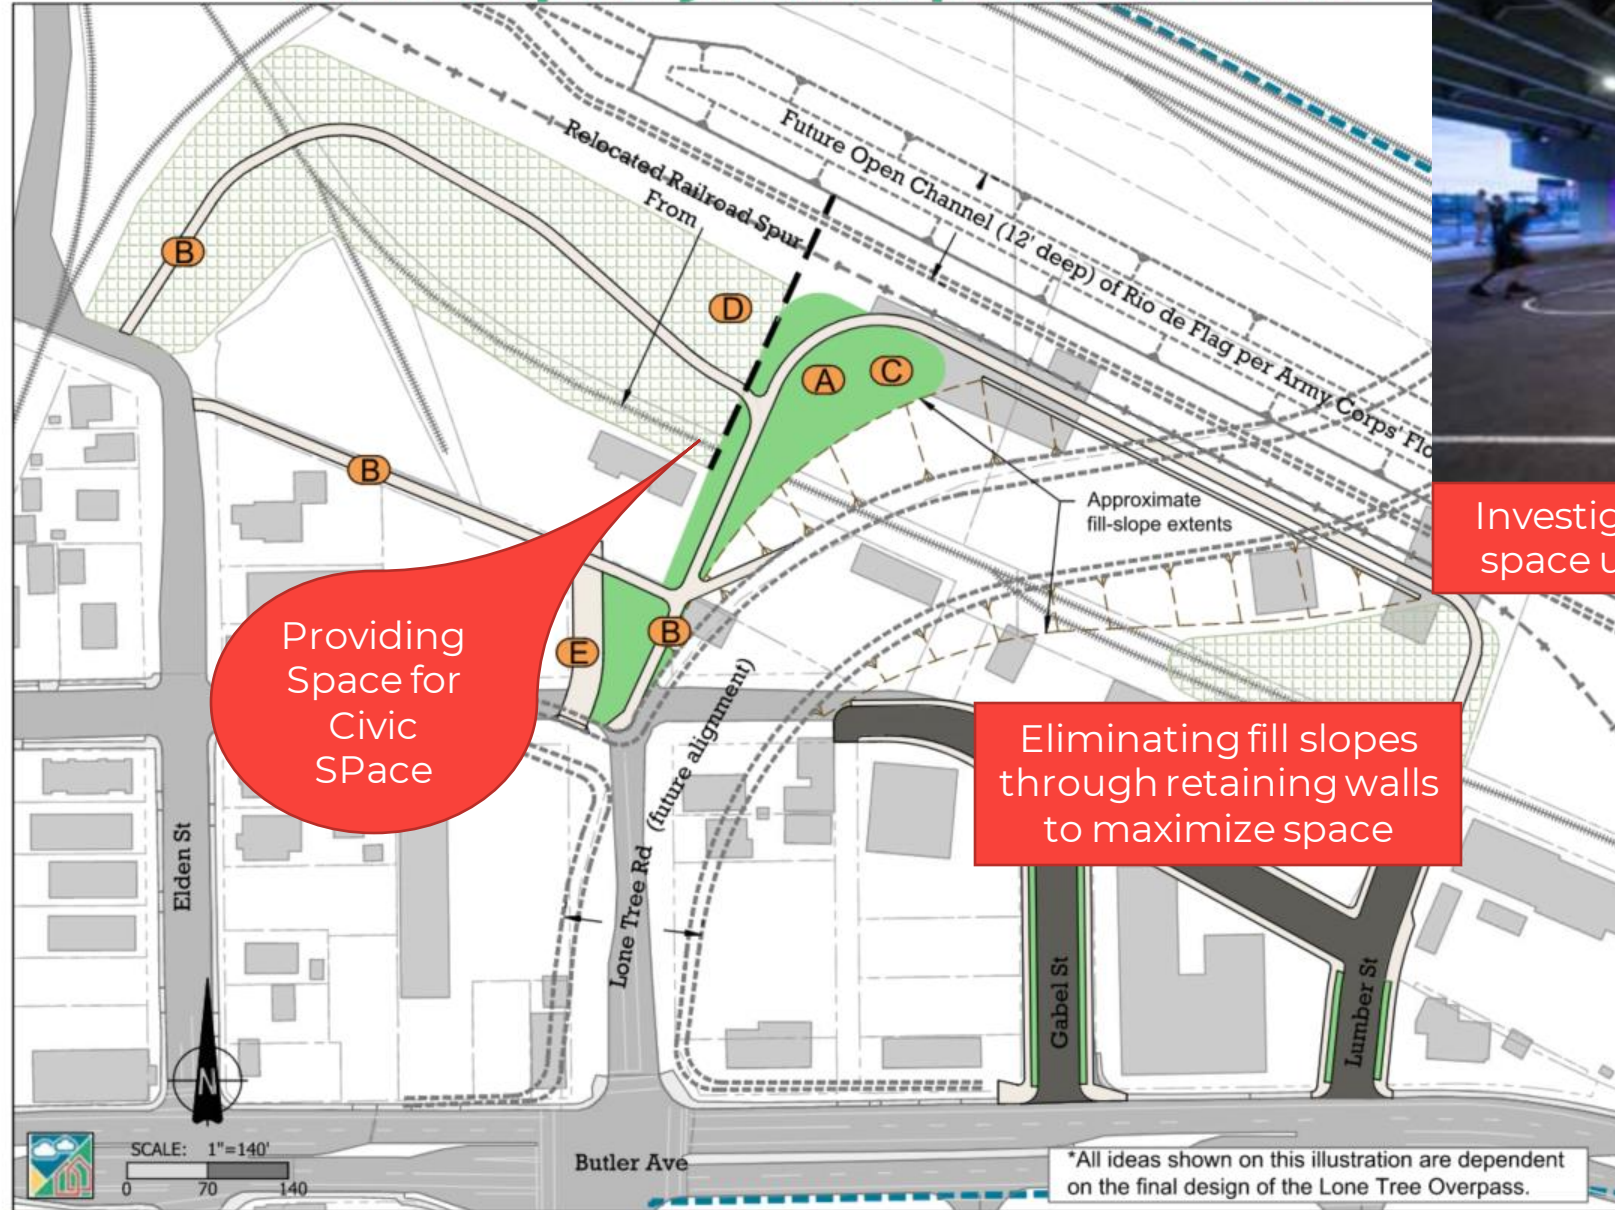 Relocated Railroad Spur
From
Future Open Channel (12' deep) of Rio de Flag per Army Corps'
B
D
A
C
B
Approximate
fill-slope extents
space
Providing
Space for
Civic
SPace
E
B
Eliminating fill slopes
through retaining walls
to maximize space
Elden St
Lone Tree Rd (future alignment)
Gabel St
Lumber St
N
SCALE: 1"=140'
0 70 140
Butler Ave
*All ideas shown on this illustration are dependent
on the final design of the Lone Tree Overpass.